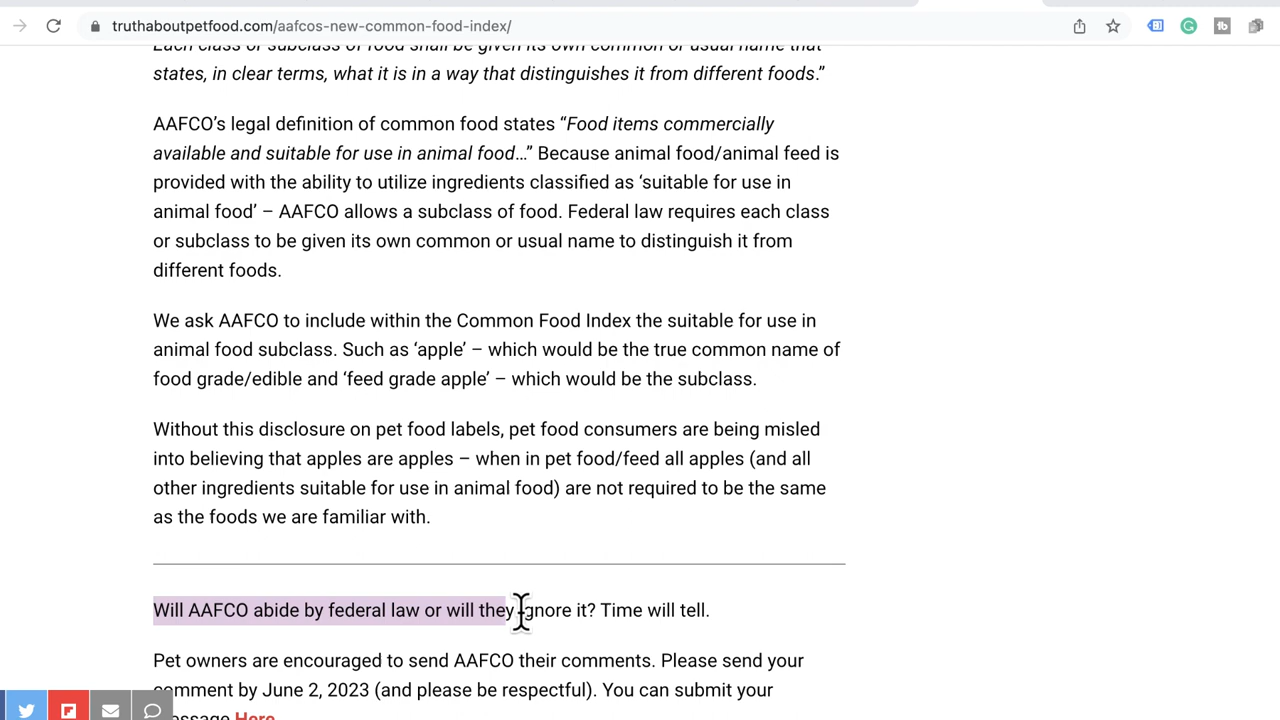 truthaboutpetfood.com/aafcos-new-common-food-index/
Each class or subclass of food shall be given its own common or usual name that
states, in clear terms, what it is in a way that distinguishes it from different foods.”
AAFCO’s legal definition of common food states “Food items commercially
available and suitable for use in animal food…” Because animal food/animal feed is
provided with the ability to utilize ingredients classified as ‘suitable for use in
animal food’ – AAFCO allows a subclass of food. Federal law requires each class
or subclass to be given its own common or usual name to distinguish it from
different foods.
We ask AAFCO to include within the Common Food Index the suitable for use in
animal food subclass. Such as ‘apple’ – which would be the true common name of
food grade/edible and ‘feed grade apple’ – which would be the subclass.
Without this disclosure on pet food labels, pet food consumers are being misled
into believing that apples are apples – when in pet food/feed all apples (and all
other ingredients suitable for use in animal food) are not required to be the same
as the foods we are familiar with.
Will AAFCO abide by federal law or will they ignore it? Time will tell.
Pet owners are encouraged to send AAFCO their comments. Please send your
comment by June 2, 2023 (and please be respectful). You can submit your
message Here